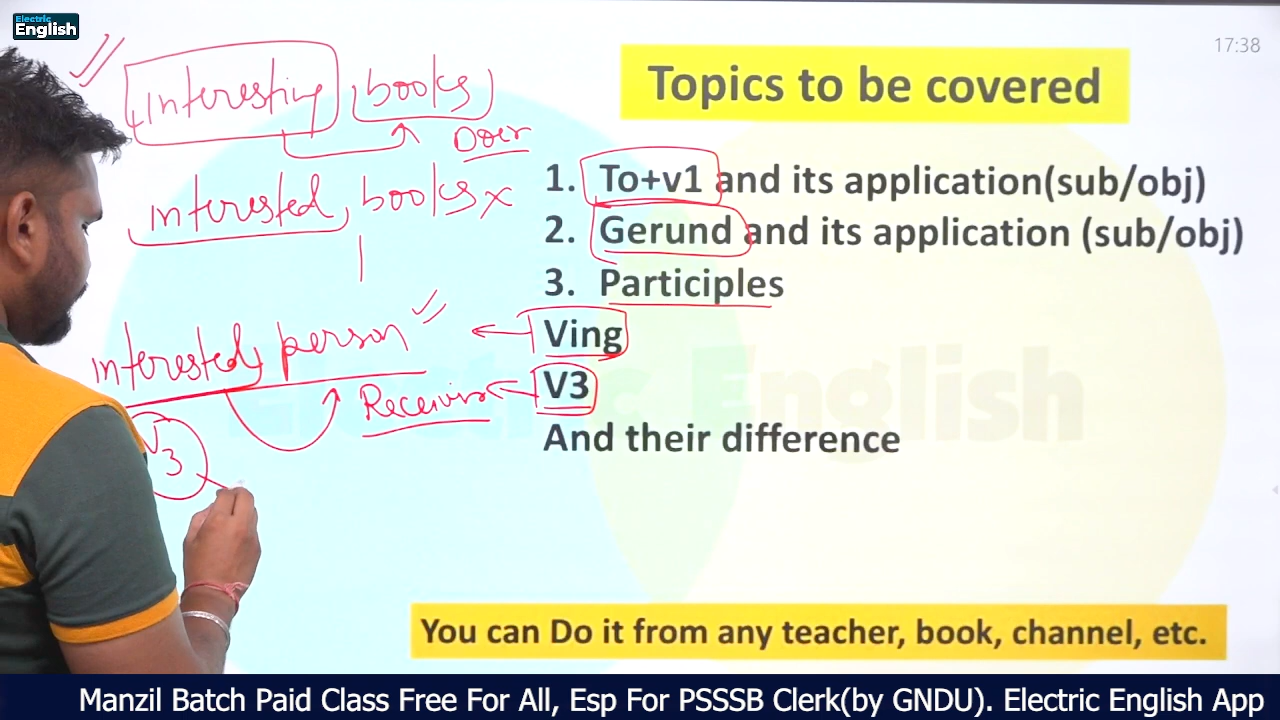 Electric
English
17:38
interesting books
Doer
interested books x
interested person
Receiver
V
3
Topics to be covered
1. To+v1 and its application(sub/obj)
2. Gerund and its application (sub/obj)
3. Participles
Ving
V3
And their difference
Electric English
You can Do it from any teacher, book, channel, etc.
Manzil Batch Paid Class Free For All, Esp For PSSSB Clerk(by GNDU). Electric English App